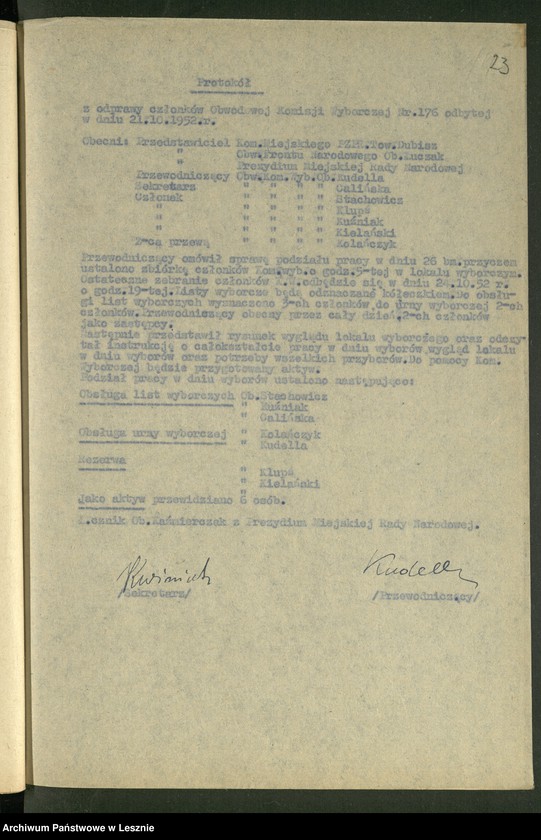 23
Protokół
z odprawy członków Obwodowej Komisji Wyborczej Nr.176 odbytej
w dniu 21.10.1952.r.
Obecni: Przedstawiciel Kom.Miejskiego PZPR.Tow.Dubisz
" Obw.Frontu Narodowego Ob.Łuczak
" Prezydium Miejskiej Rady Narodowej
Przewodniczący Obw.Kom.Wyb.Ob.Kudella
Sekretarz " " " " Calińska
Członek " " " " Stachowicz
" " " " " Klupś
" " " " " Kuśniak
" " " " " Kielański
Z-ca przew. " " " " Kolańczyk
Przewodniczący omówił sprawę podziału pracy w dniu 26 bm.przyczem
ustalono zbiórkę członków Kom.wyb.o godz.5-tej w lokalu wyborczym.
Ostateczne zebranie członków K.W.odbędzie się w dniu 24.10.52 r.
o godz.19-tej.Listy wyborcze będą odznaczane kółeczkiem.Do obsłu-
gi list wyborczych wyznaczono 3-ch członków,do urny wyborczej 2-ch
członków.Przewodniczący obecny przez cały dzień.2-ch członków
jako zastępcy.
Następnie przedstawił rysunek wyglądu lokalu wyborczego oraz odczy-
tał instrukcję o całokształcie pracy w dniu wyborów,wygląd lokalu
w dniu wyborów oraz potrzeby wszelkich przyborów.Do pomocy Kom.
Wyborczej będzie przygotowany aktyw.
Podział pracy w dniu wyborów ustalono następująco:
Obsługa list wyborczych Ob.Stachowicz
" Kuśniak
" Calińska
Obsługa urny wyborczej " Kolańczyk
" Kudella
Rezerwa
" Klupś
" Kielański
"
Jako aktyw przewidziano 6 osób.
Łącznik Ob.Kaźmierczak z Prezydium Miejskiej Rady Narodowej.
Kudella
/Sekretarz/ /Przewodniczący/
Archiwum Państwowe w Lesznie